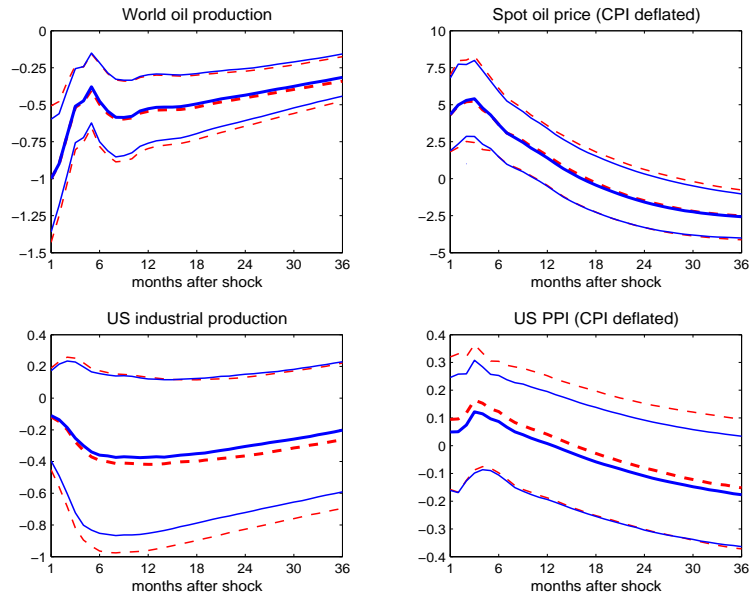 World oil production
0
−0.25
−0.5
−0.75
−1
−1.25
−1.5
1 6 12 18 24 30 36
months after shock
Spot oil price (CPI deflated)
10
7.5
5
2.5
0
−2.5
5
1 6 12 18 24 30 36
months after shock
US industrial production
0.4
0.2
0
−0.2
−0.4
−0.6
−0.8
−1
1 6 12 18 24 30 36
months after shock
US PPI (CPI deflated)
0.4
0.3
0.2
0.1
0
−0.1
−0.2
−0.3
−0.4
1 6 12 18 24 30 36
months after shock